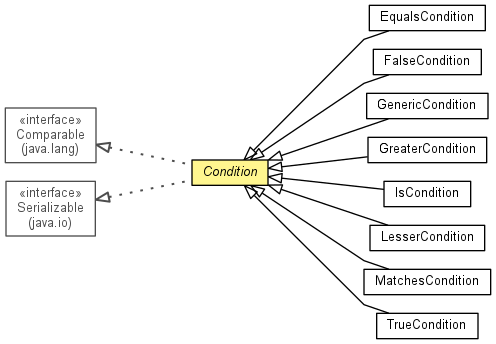 EqualsCondition
FalseCondition
GenericCondition
«interface»
Comparable
(java.lang)
GreaterCondition
Condition
«interface»
Serializable
(java.io)
IsCondition
LesserCondition
MatchesCondition
TrueCondition